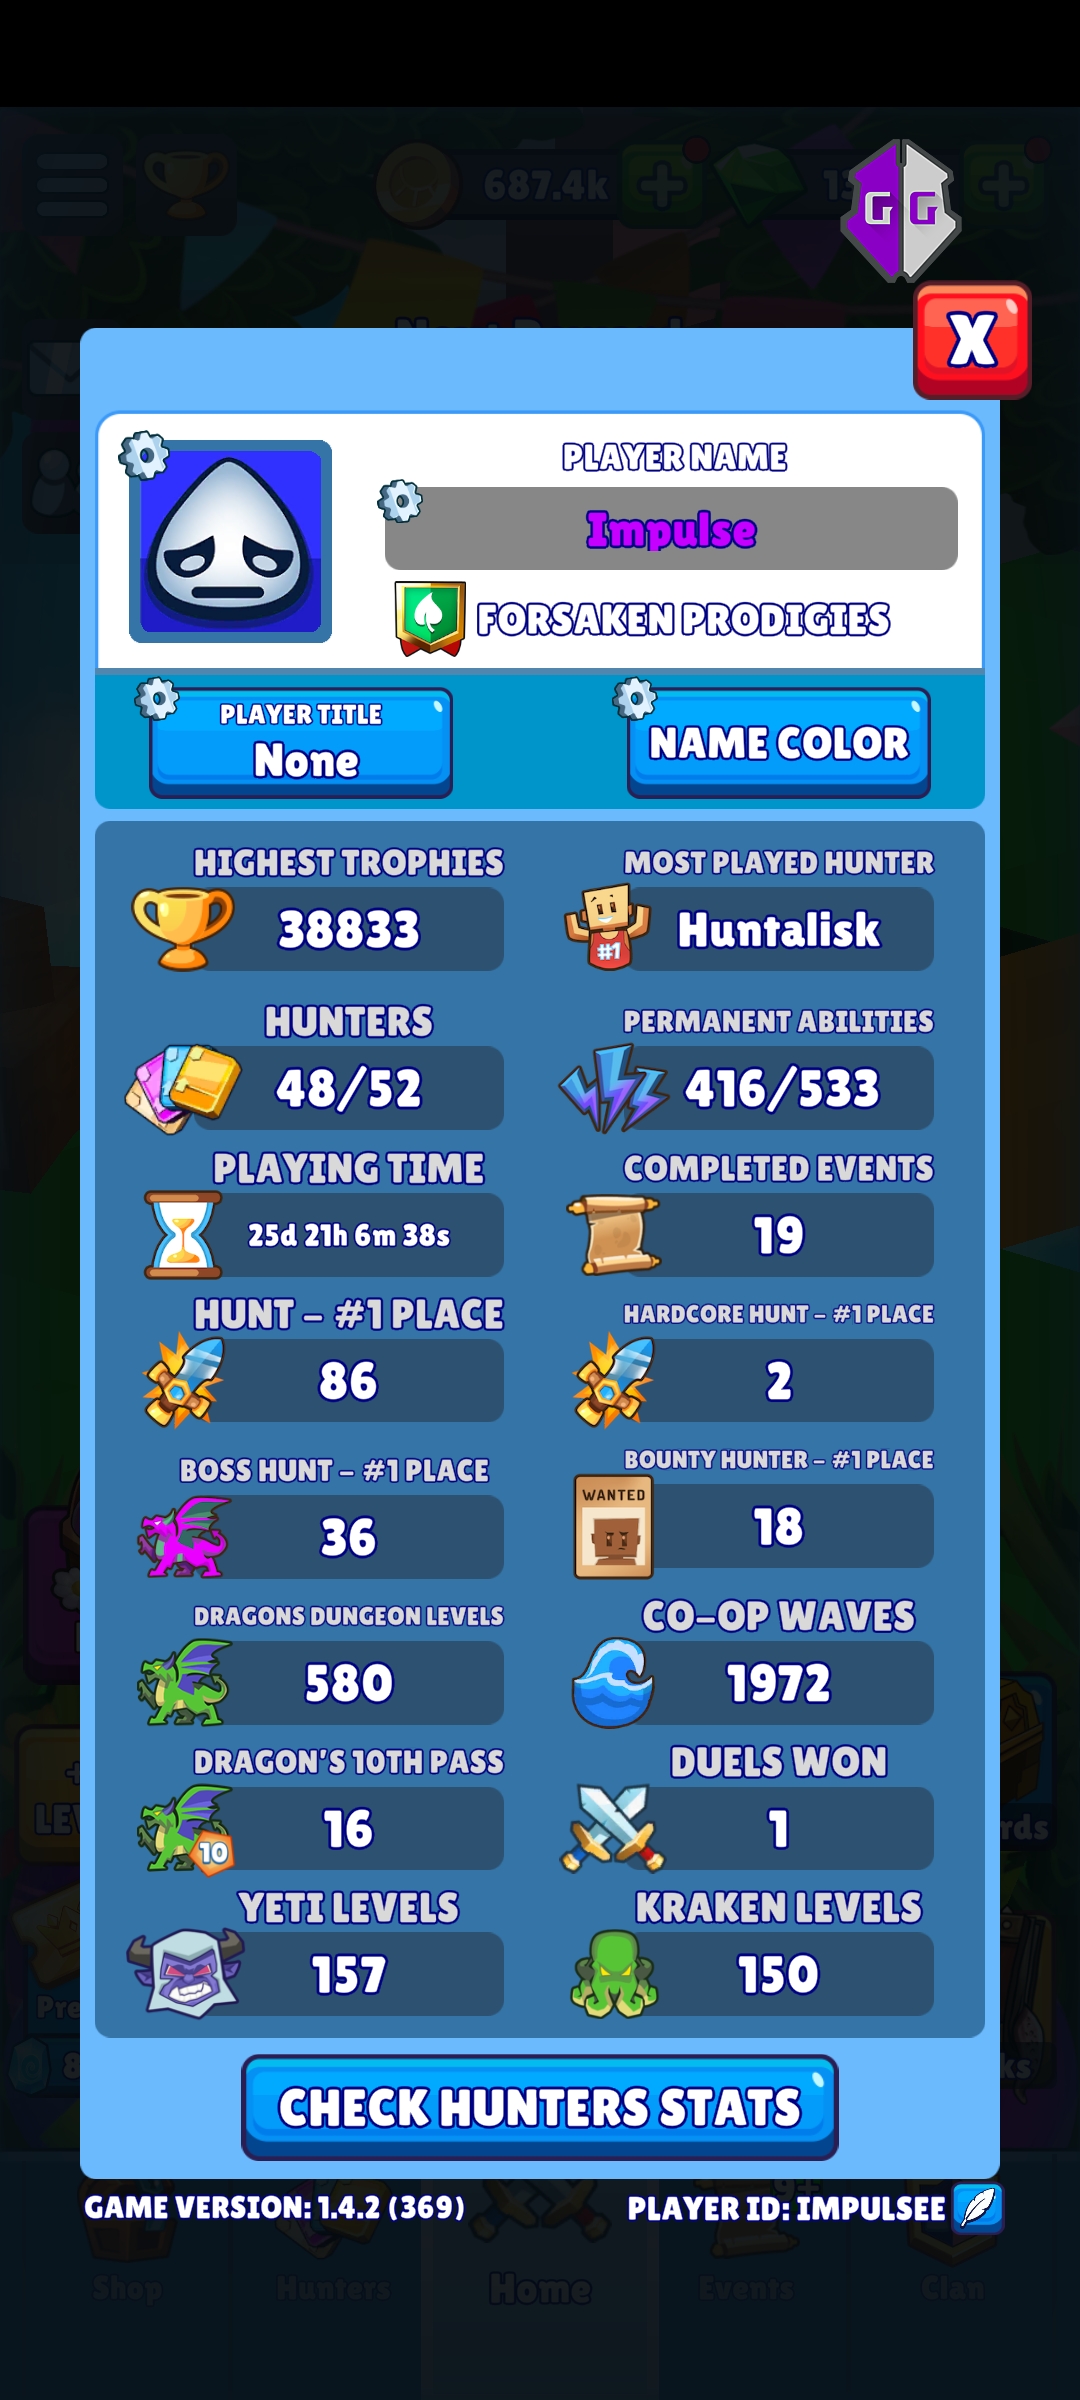 687.4k
G G
X
PLAYER NAME
Impulse
FORSAKEN PRODIGIES
PLAYER TITLE
None
NAME COLOR
HIGHEST TROPHIES
38833
MOST PLAYED HUNTER
#1
Huntalisk
HUNTERS
48/52
PERMANENT ABILITIES
416/533
PLAYING TIME
25d 21h 6m 38s
COMPLETED EVENTS
19
HUNT - #1 PLACE
86
HARDCORE HUNT - #1 PLACE
2
BOSS HUNT - #1 PLACE
36
BOUNTY HUNTER - #1 PLACE
WANTED
18
DRAGONS DUNGEON LEVELS
580
CO-OP WAVES
1972
DRAGON'S 10TH PASS
10
16
DUELS WON
1
YETI LEVELS
157
KRAKEN LEVELS
150
CHECK HUNTERS STATS
GAME VERSION: 1.4.2 (369)
PLAYER ID: IMPULSEE
9+
Shop
Hunters
Home
Events
Clan